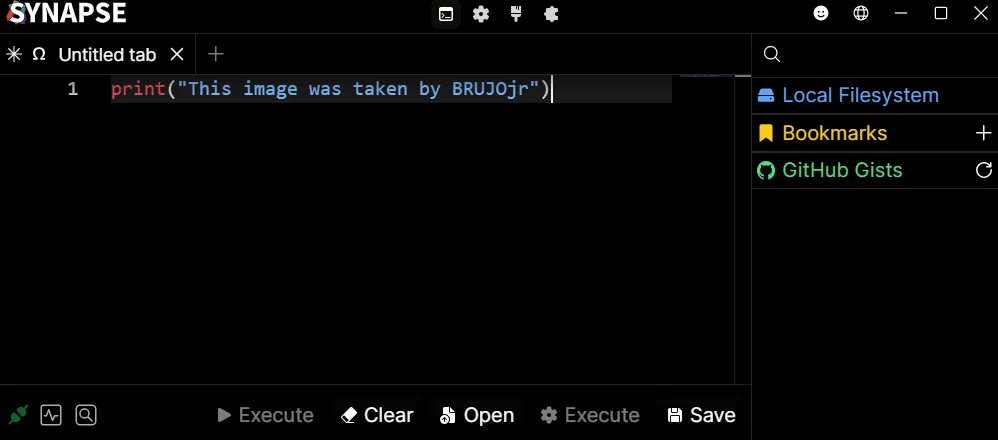 SYNAPSE
Untitled tab
1 print("This image was taken by BRUJOjr")
Local Filesystem
Bookmarks
GitHub Gists
Execute Clear Open Execute Save